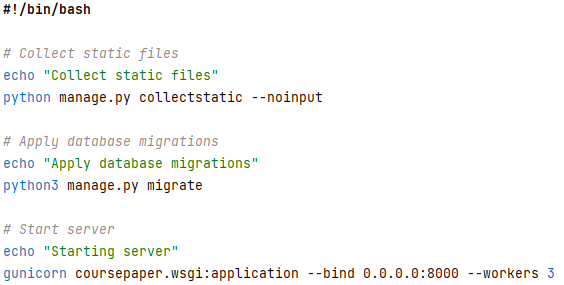 #!/bin/bash
# Collect static files
echo "Collect static files"
python manage.py collectstatic --noinput
# Apply database migrations
echo "Apply database migrations"
python3 manage.py migrate
# Start server
echo "Starting server"
gunicorn coursepaper.wsgi:application --bind 0.0.0.0:8000 --workers 3